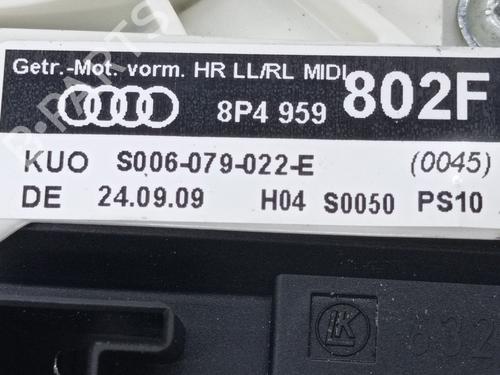 Getr.-Mot. vorm. HR LL/RL MIDI
8P4 959 802F
KUO S006-079-022-E (0045)
DE 24.09.09 H04 S0050 PS10
LK